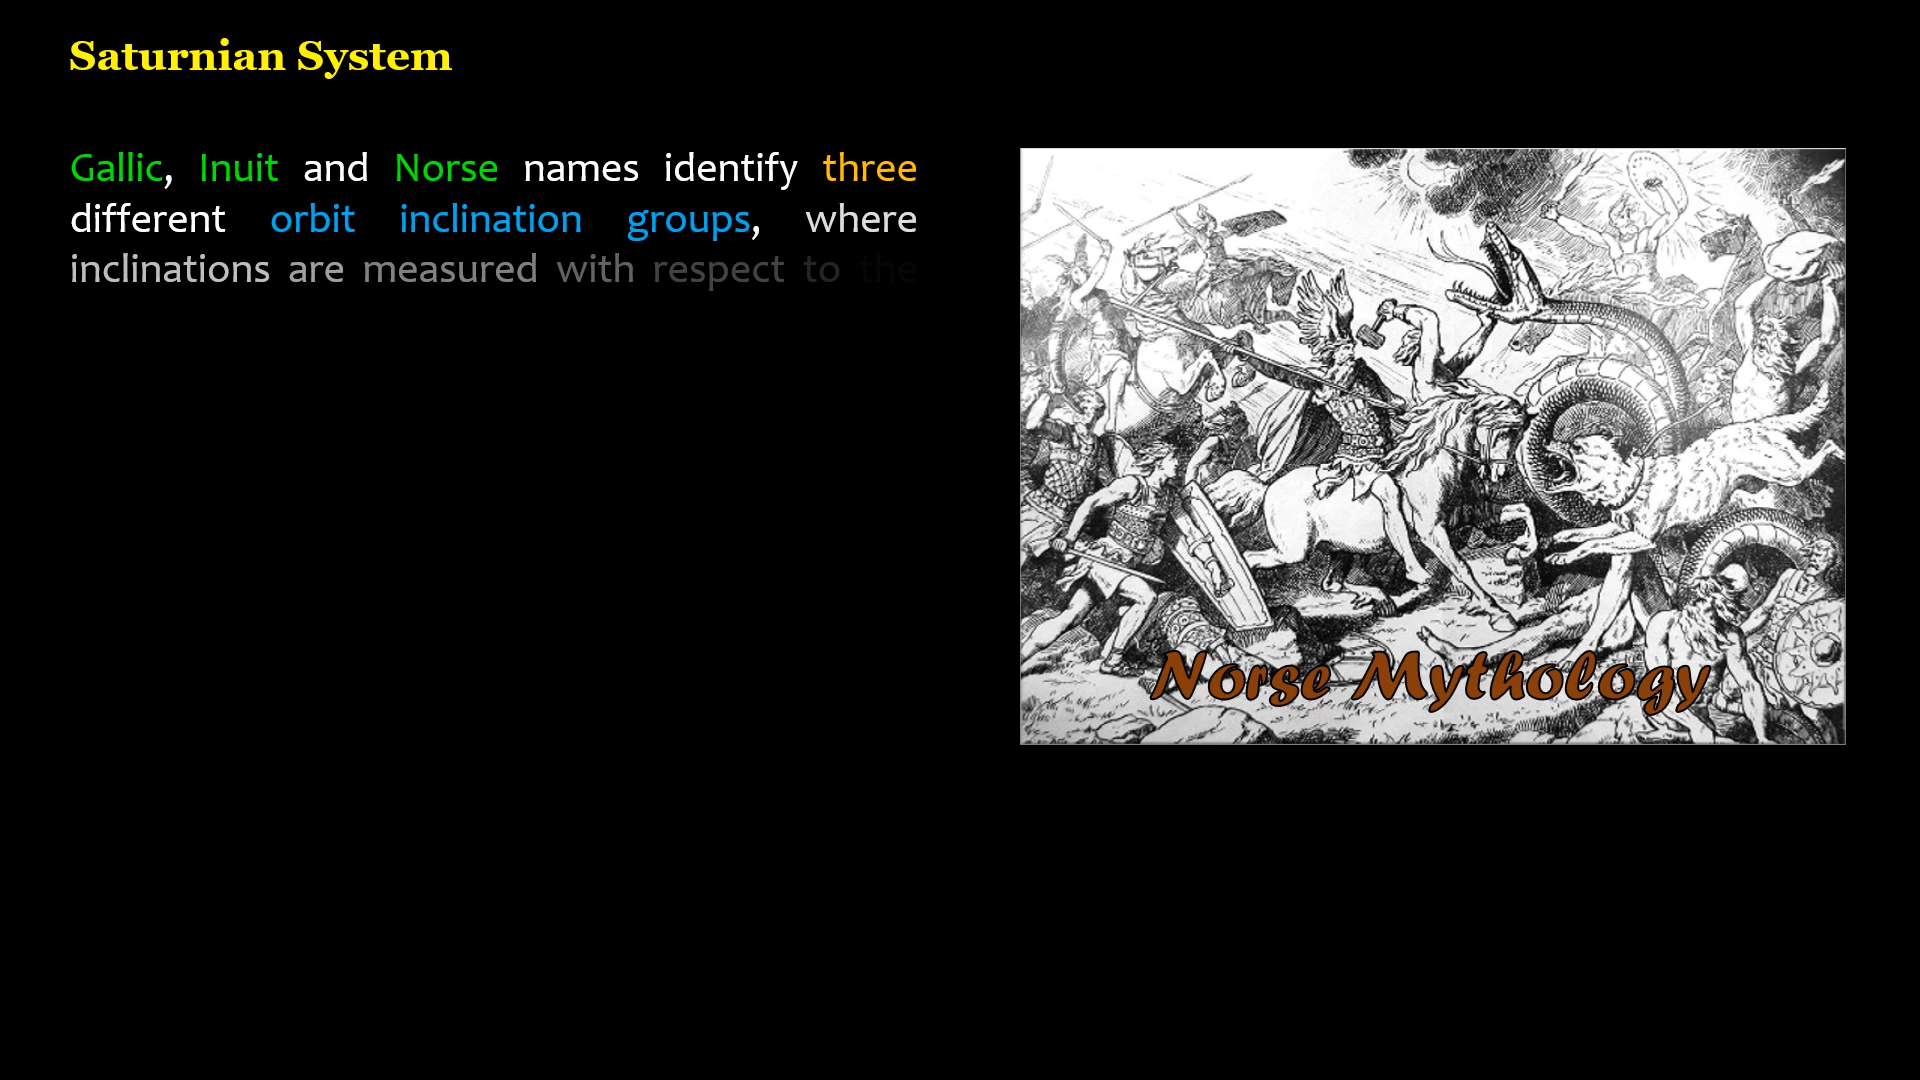 Saturnian System
Gallic, Inuit and Norse names identify three
different orbit inclination groups, where
inclinations are measured with respect to the
Norse Mythology